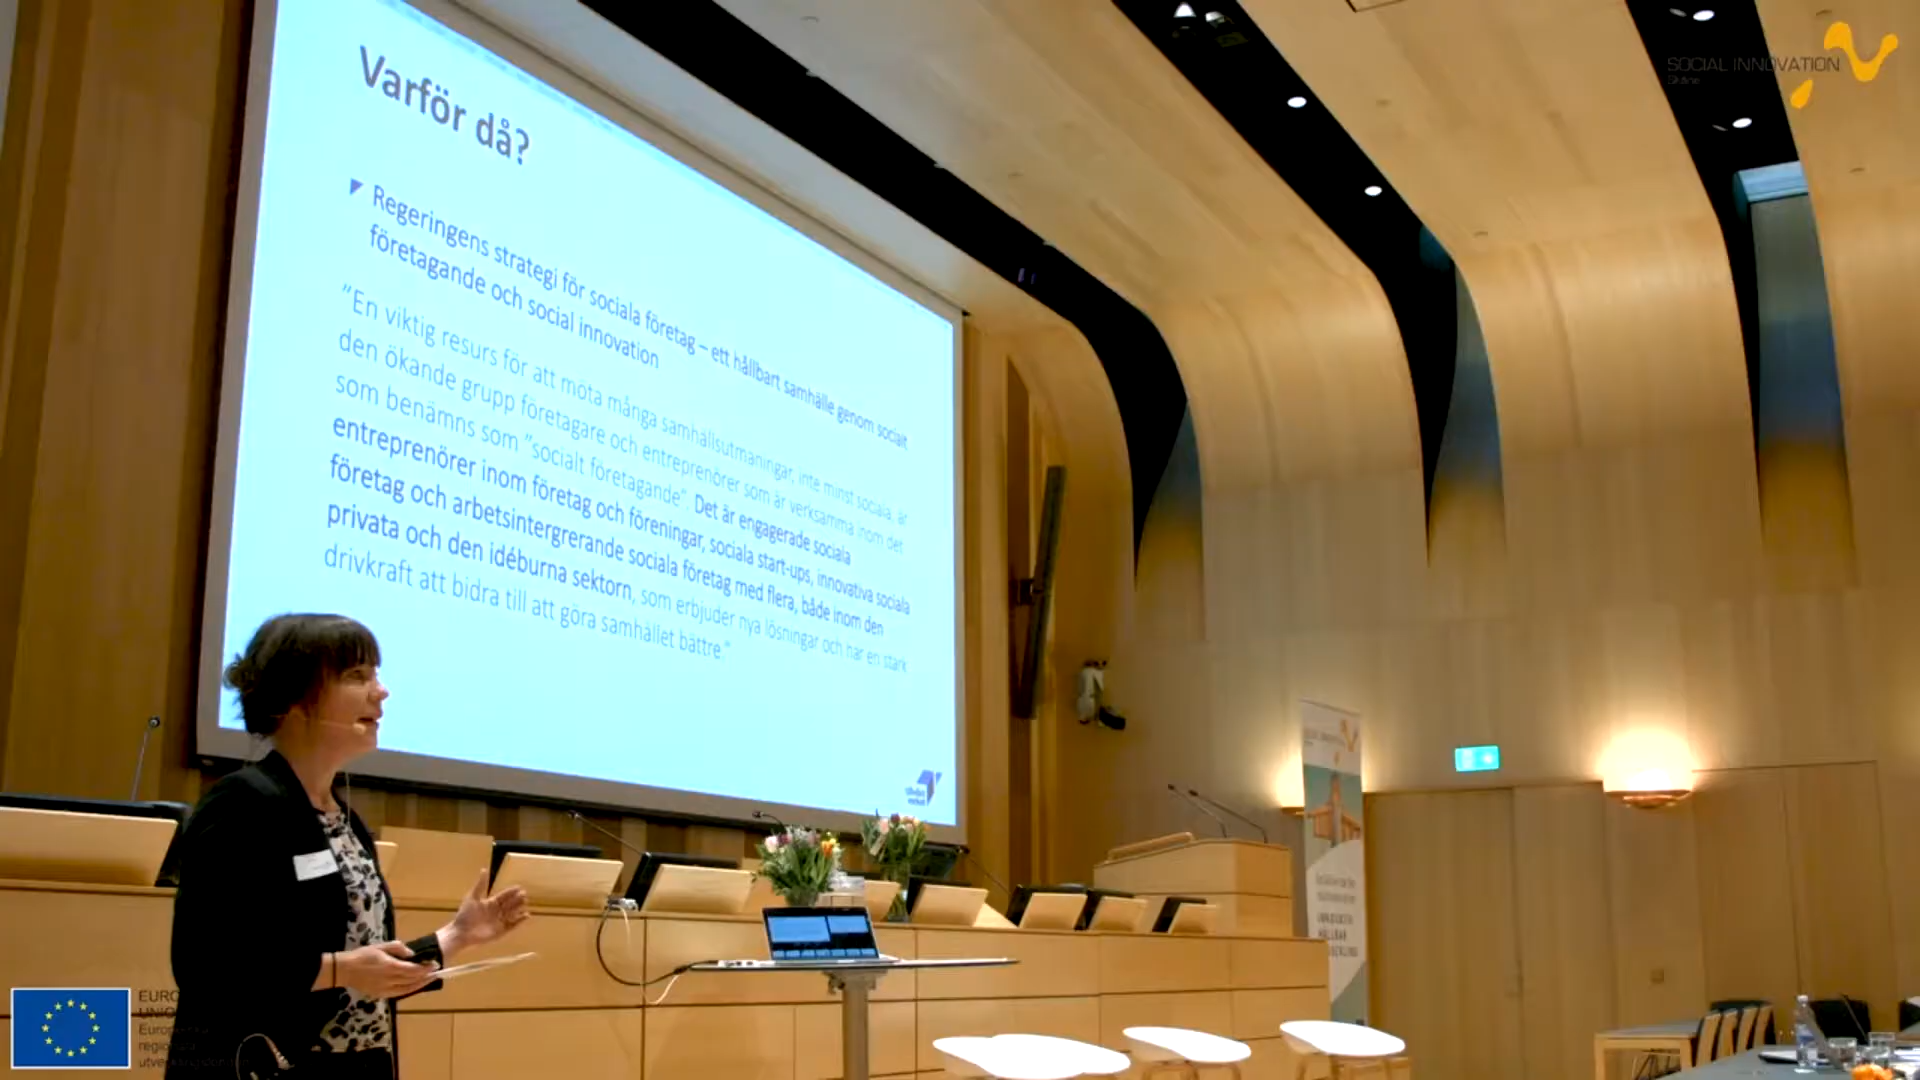 Varför då?
Regeringens strategi för sociala företag – ett hållbart samhälle genom socialt
företagande och social innovation
”En viktig resurs för att möta många samhällsutmaningar, inte minst sociala, är
den ökande grupp företagare och entreprenörer som är verksamma inom det
som benämns som ”socialt företagande”. Det är engagerade sociala
entreprenörer inom företag och föreningar, sociala start-ups, innovativa sociala
företag och arbetsintergrerande sociala företag med flera, både inom den
privata och den idéburna sektorn, som erbjuder nya lösningar och har en stark
drivkraft att bidra till att göra samhället bättre.”
SOCIAL INNOVATION
Skåne